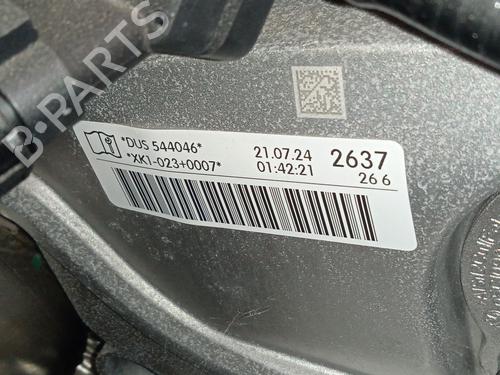 B-PARTS
*DUS 544046*
*XK1-023+0007*
21.07.24
01:42:21
2637
26 6